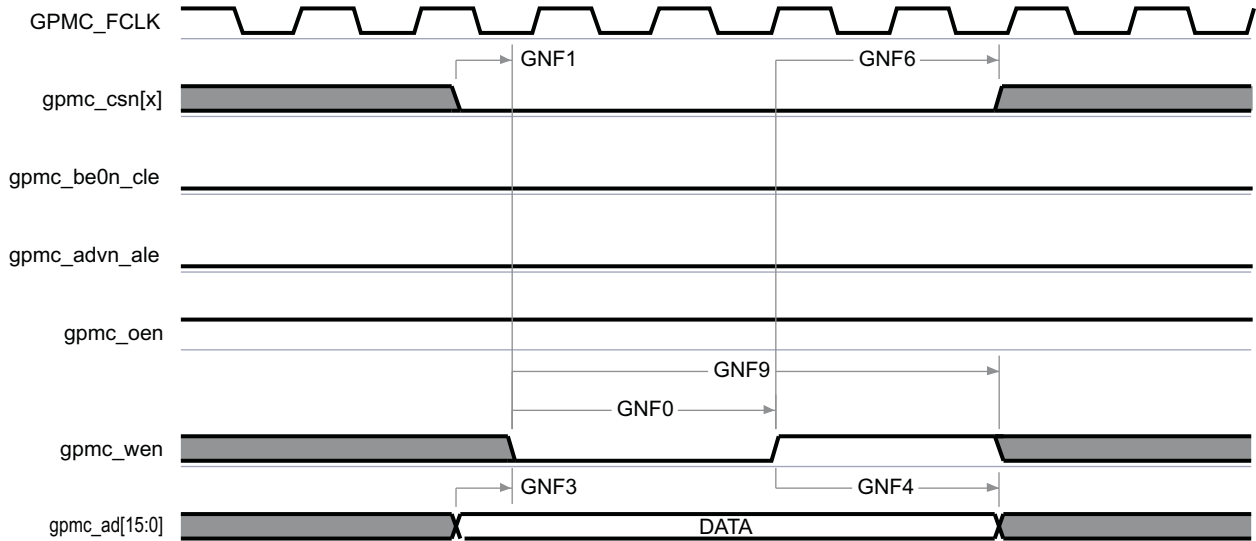 GPMC_FCLK
GNF1
GNF6
gpmc_csn[x]
gpmc_be0n_cle
gpmc_advn_ale
gpmc_oen
GNF9
GNF0
gpmc_wen
GNF3
GNF4
gpmc_ad[15:0]
DATA